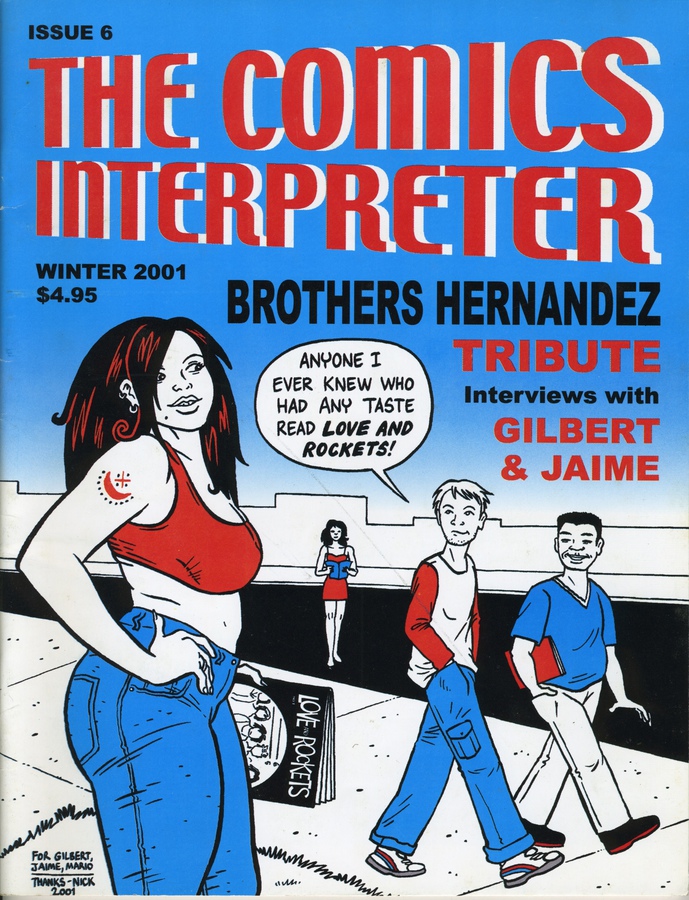 ISSUE 6
THE COMICS
INTERPRETER
WINTER 2001
$4.95
BROTHERS HERNANDEZ
TRIBUTE
Interviews with
GILBERT
& JAIME
ANYONE I
EVER KNEW WHO
HAD ANY TASTE
READ LOVE AND
ROCKETS!
LOVE AND ROCKETS
FOR GILBERT,
JAIME, MARIO
THANKS-NICK
2001